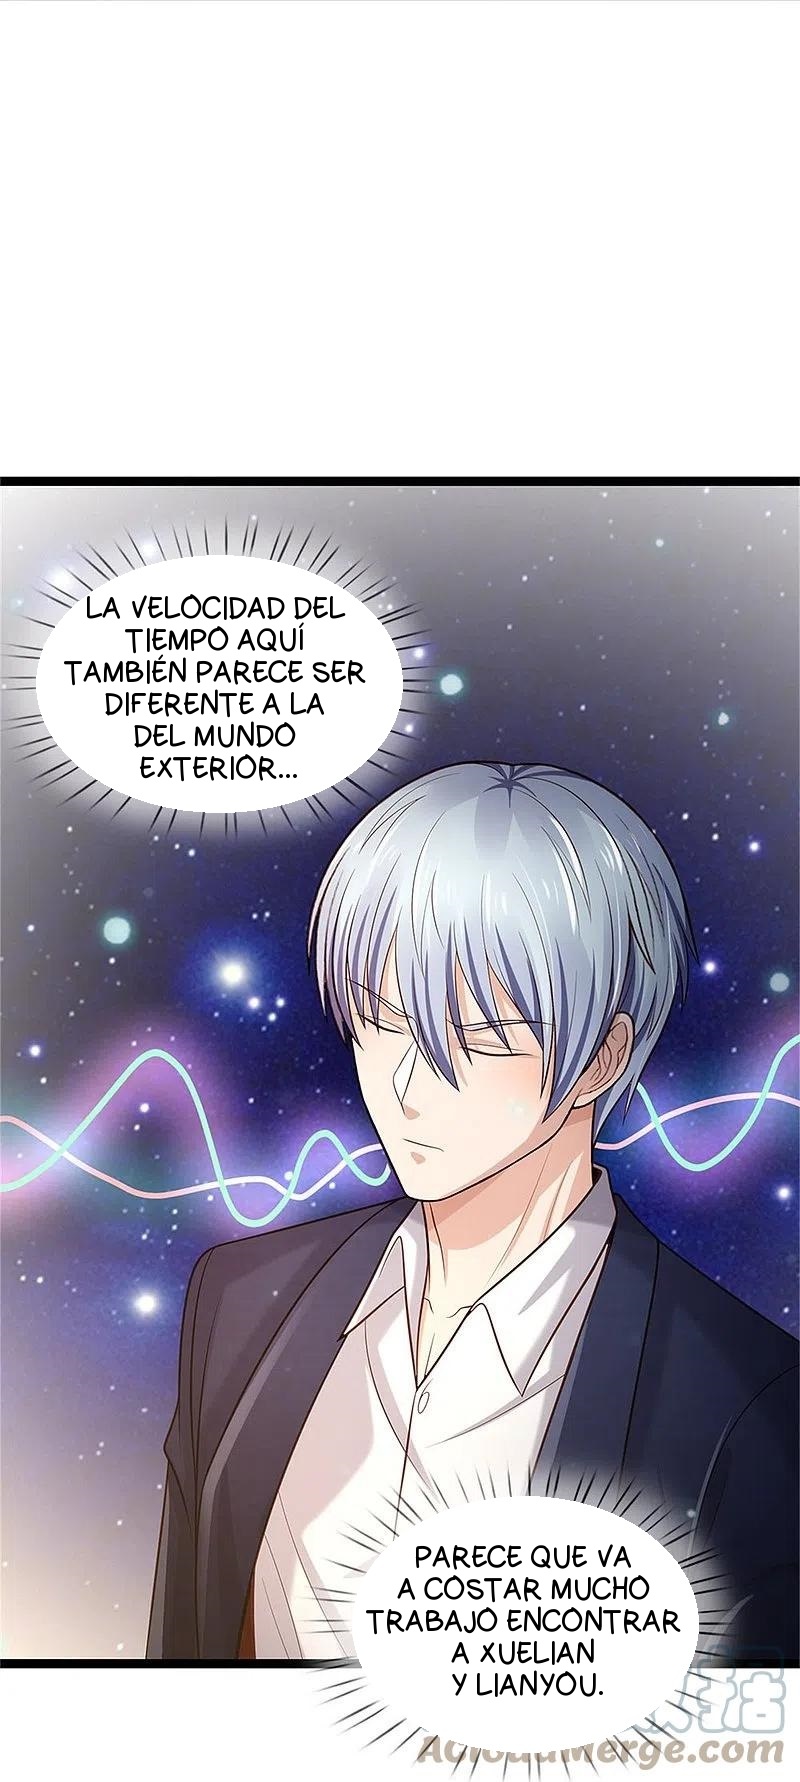 LA VELOCIDAD DEL
TIEMPO AQUÍ
TAMBIÉN PARECE SER
DIFERENTE A LA
DEL MUNDO
EXTERIOR...
PARECE QUE VA
A COSTAR MUCHO
TRABAJO ENCONTRAR
A XUELIAN
Y LIANYOU.